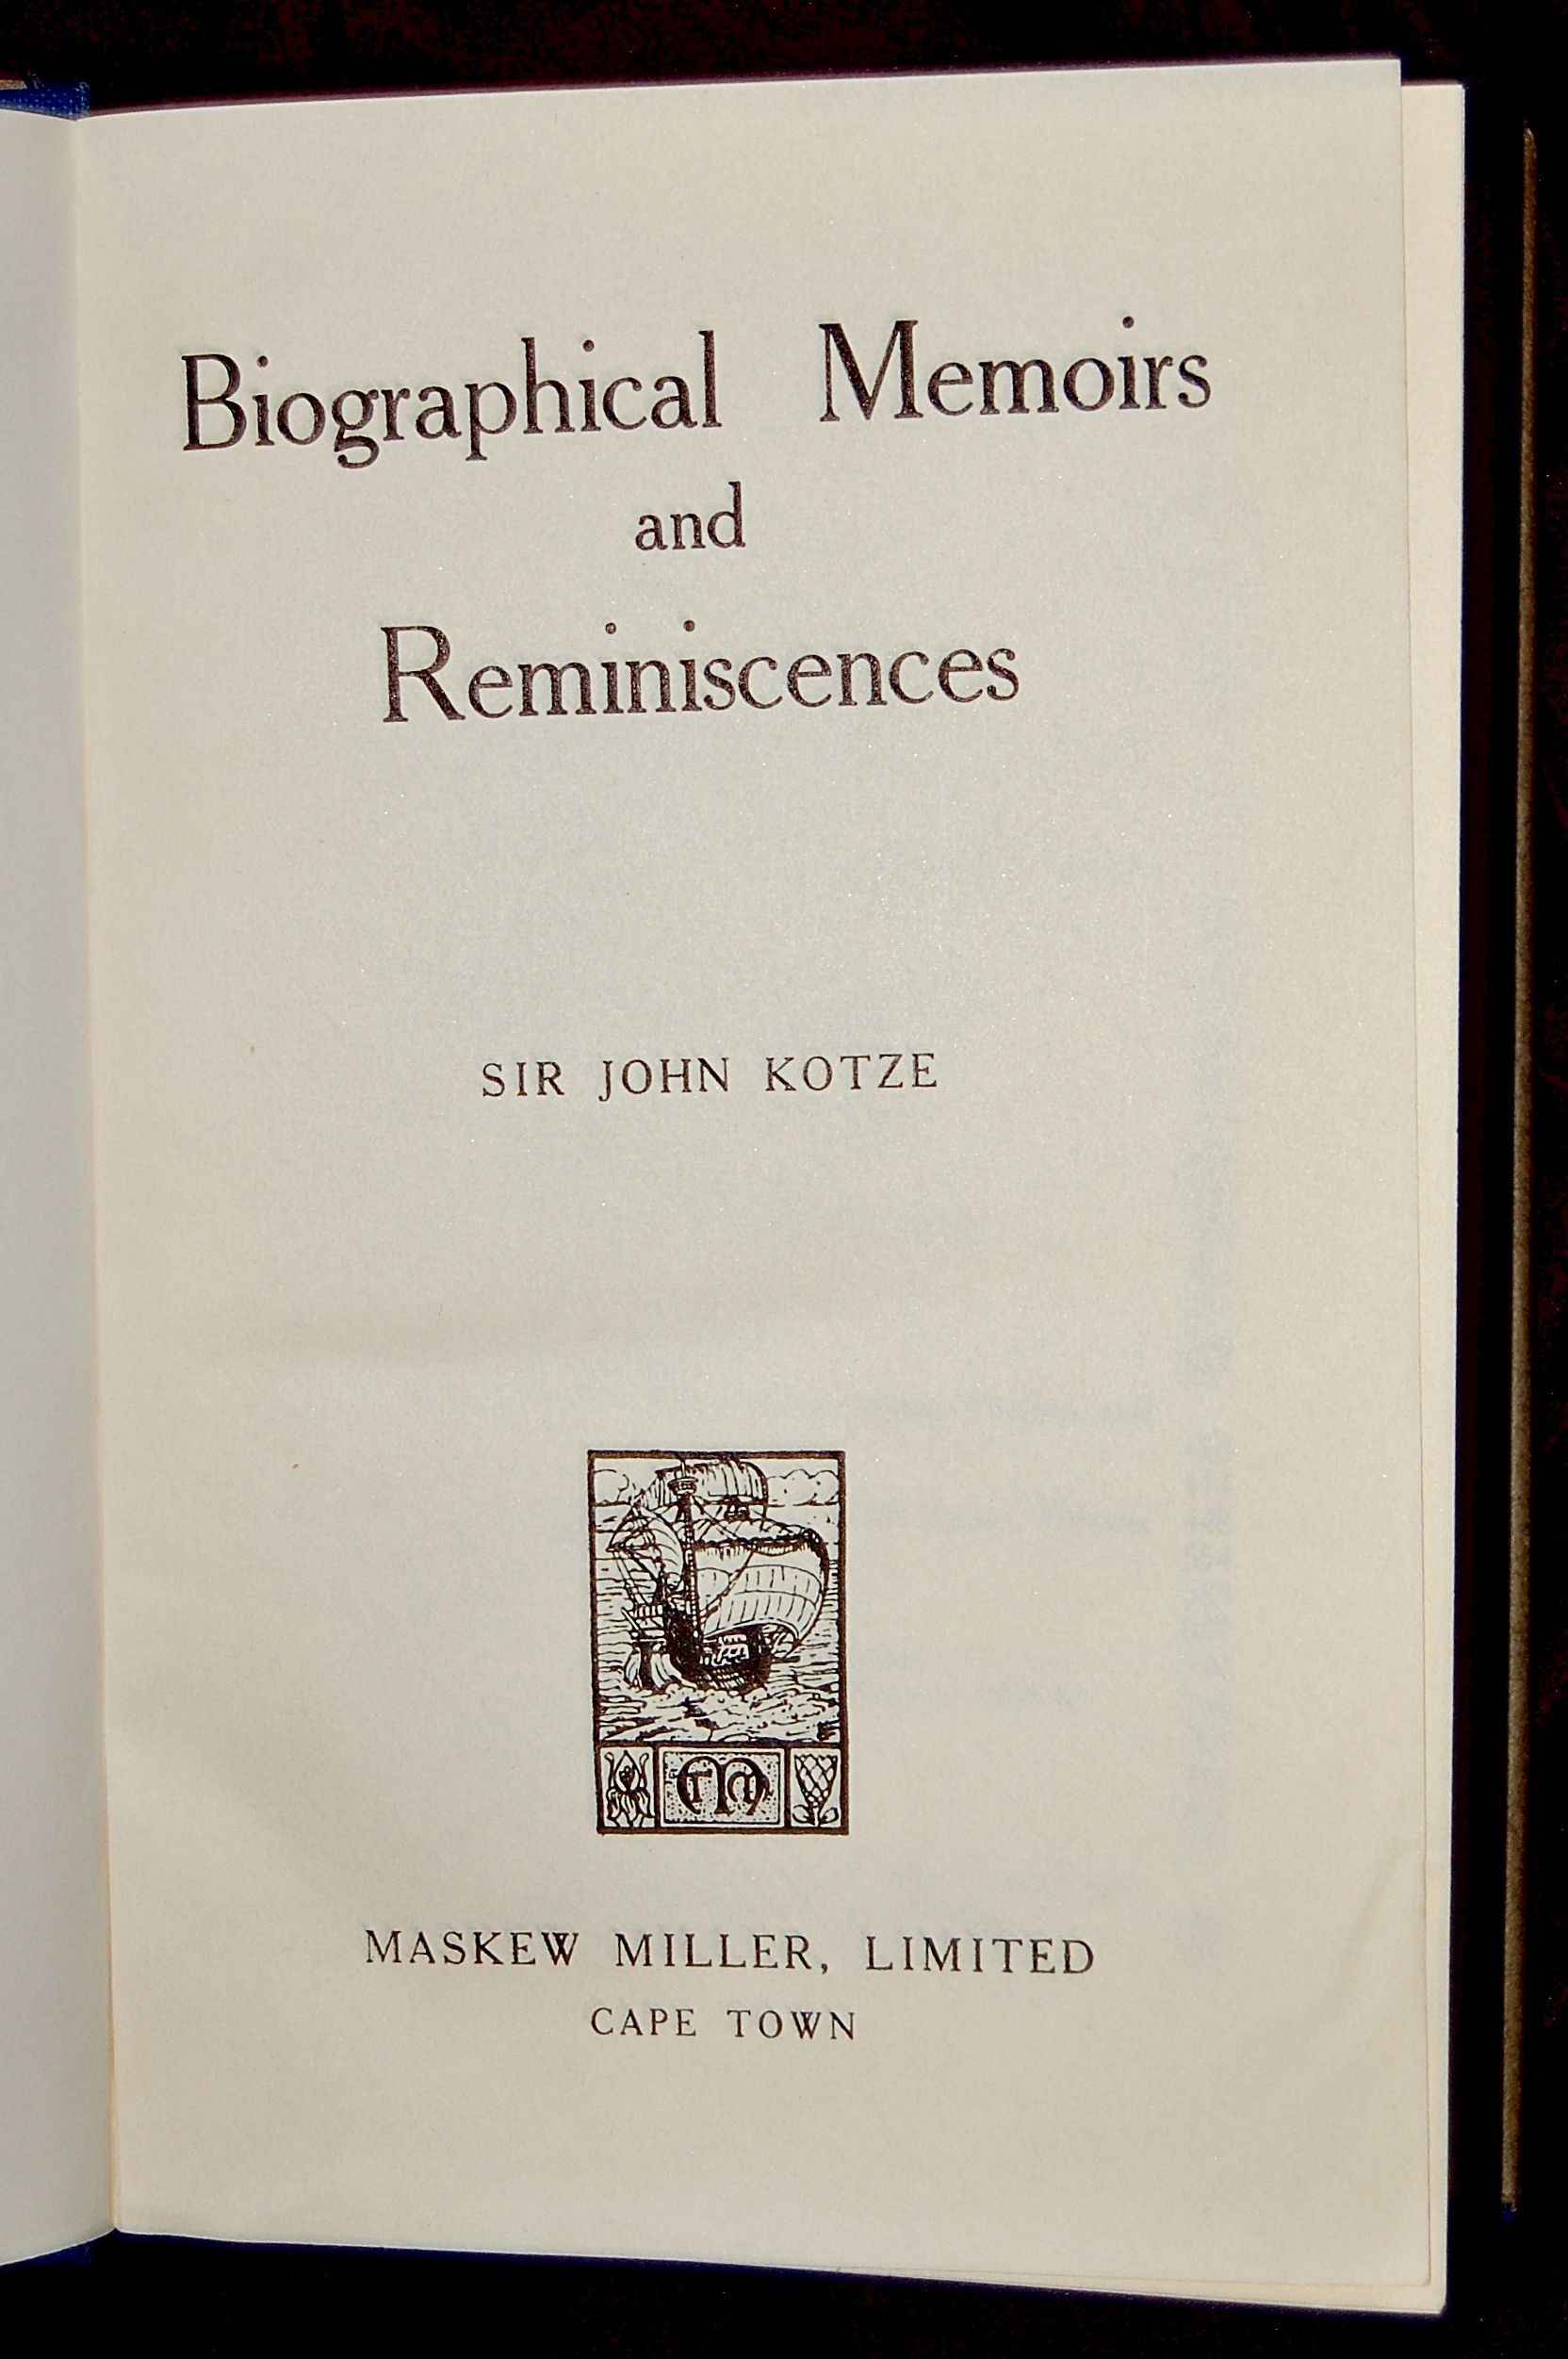 Biographical Memoirs
and
Reminiscences
SIR JOHN KOTZE
MASKEW MILLER, LIMITED
CAPE TOWN